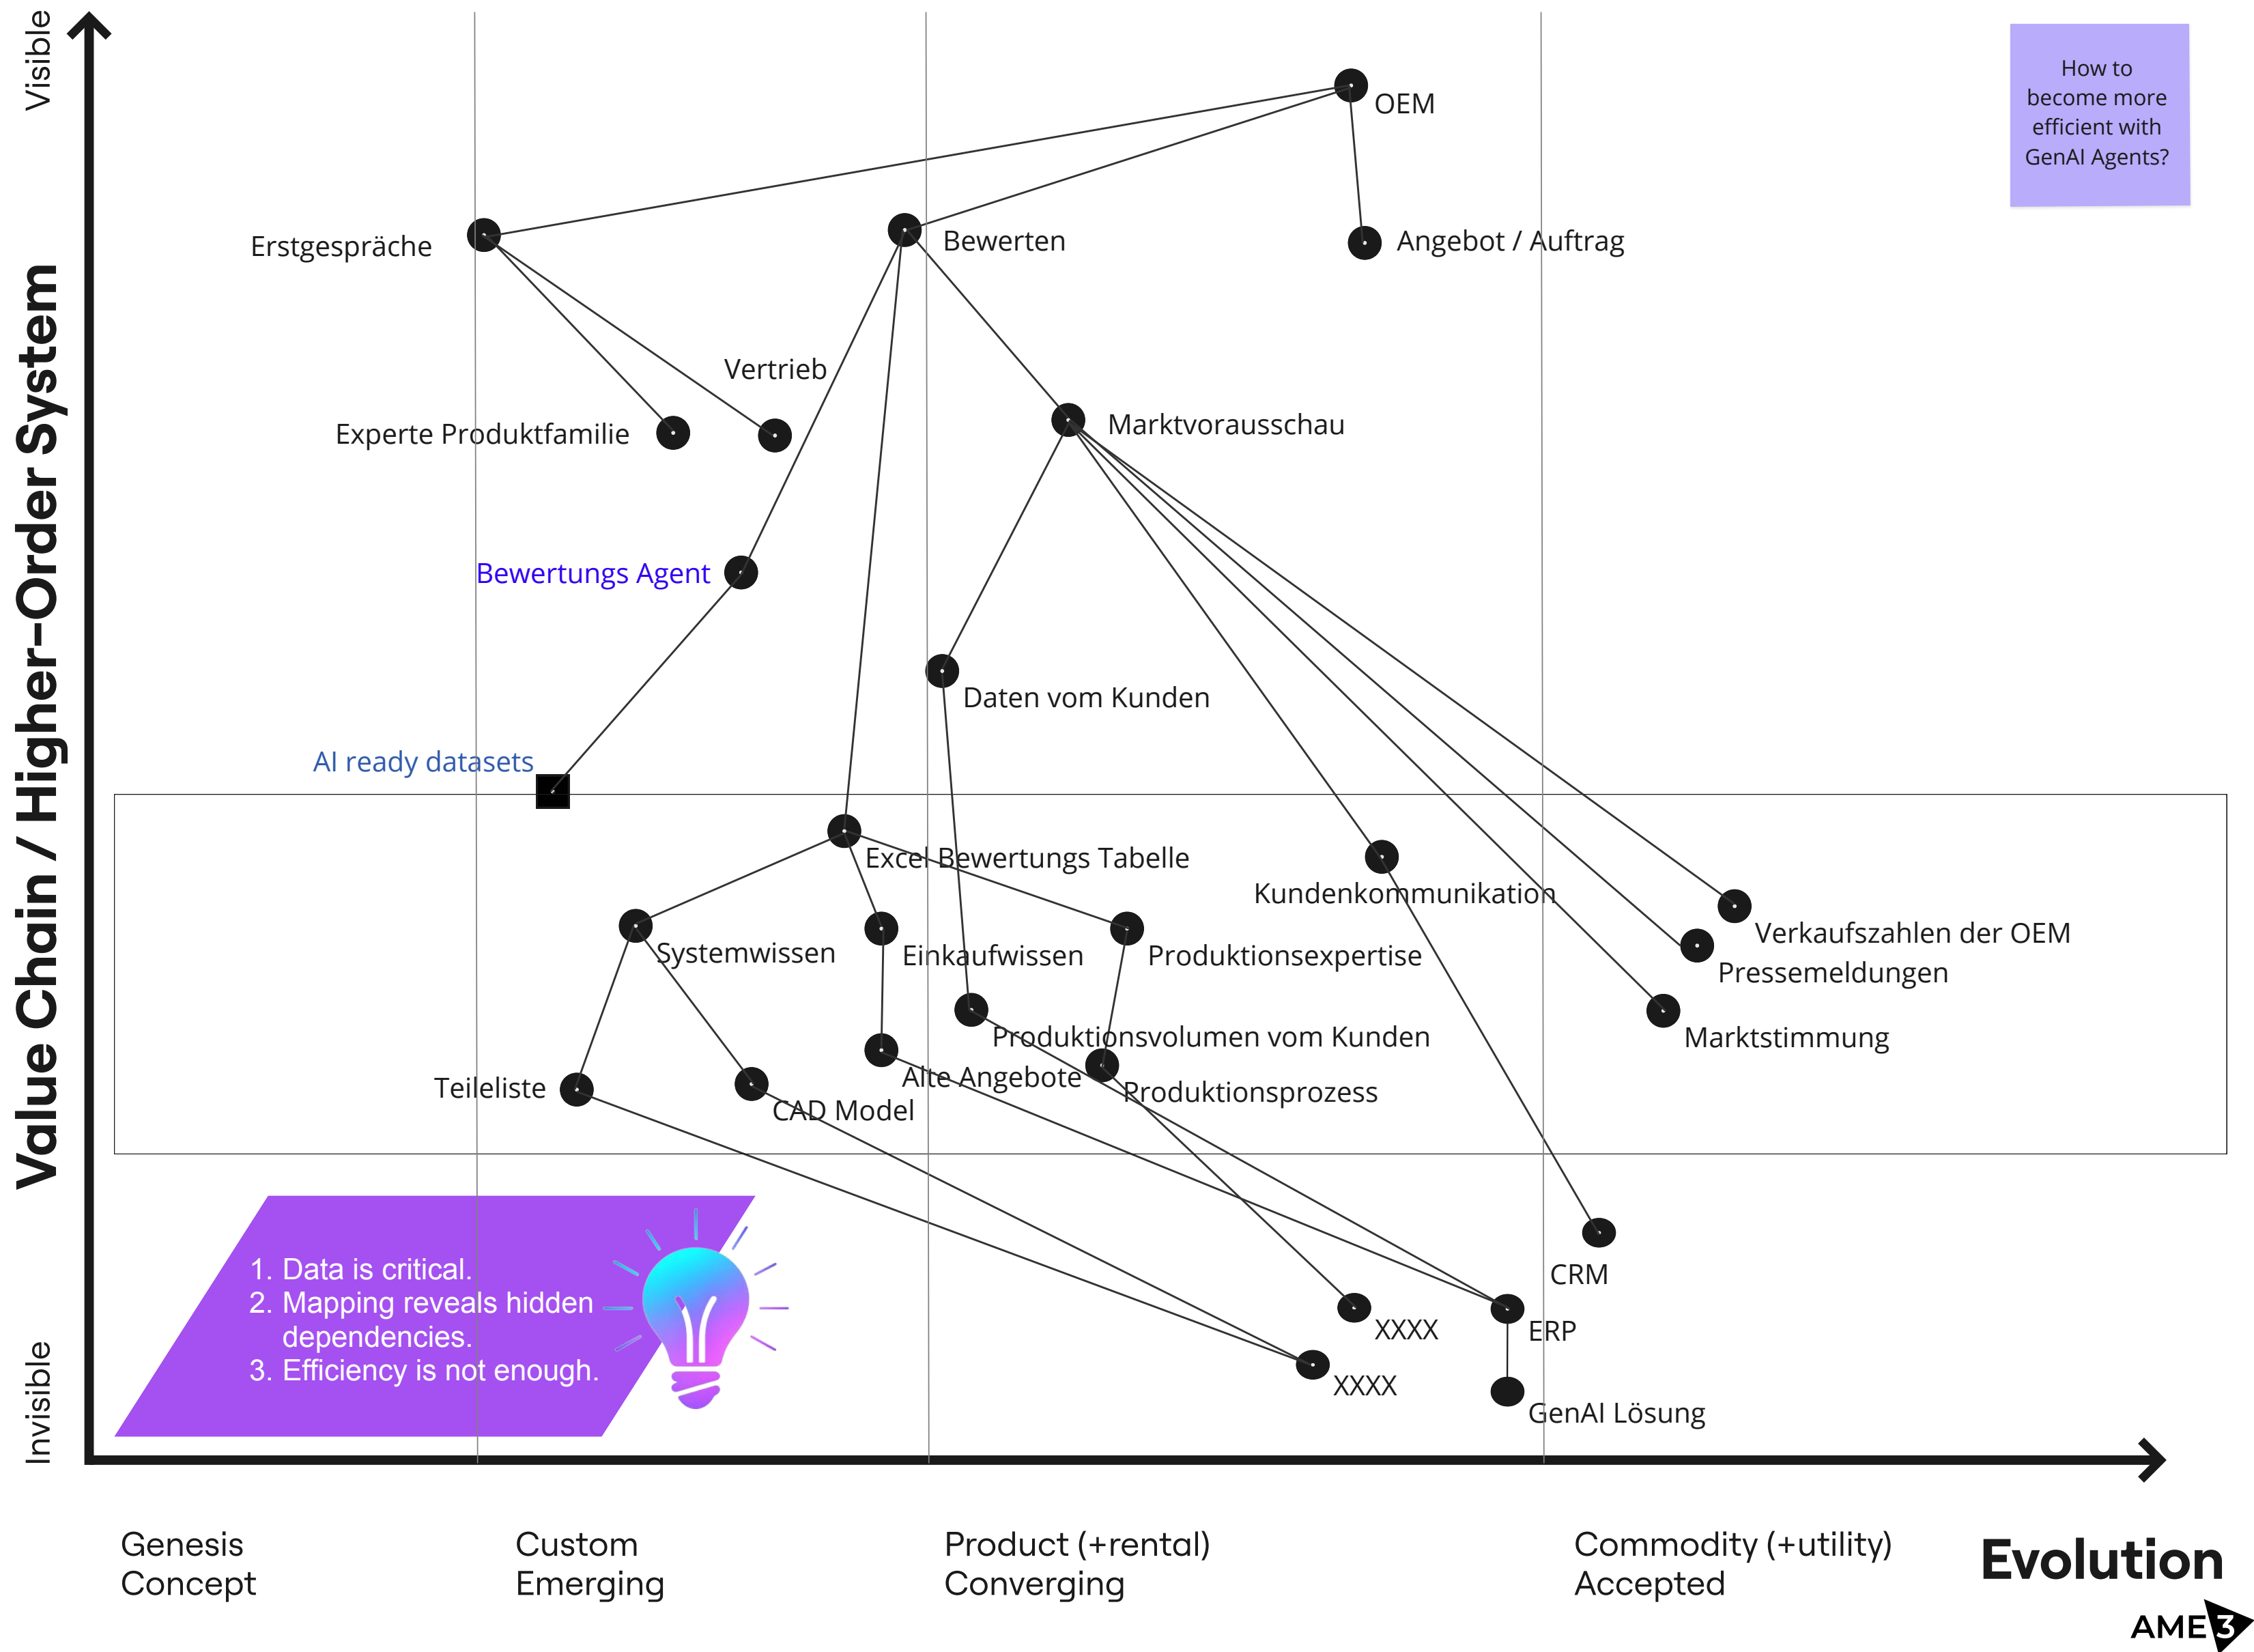 Visible
How to
become more
efficient with
GenAI Agents?
OEM
Erstgespräche
Bewerten
Angebot / Auftrag
Value Chain / Higher-Order System
Vertrieb
Experte Produktfamilie
Marktvorausschau
Bewertungs Agent
Daten vom Kunden
AI ready datasets
Excel Bewertungs Tabelle
Kundenkommunikation
Verkaufszahlen der OEM
Systemwissen
Einkaufwissen
Produktionsexpertise
Pressemeldungen
Produktionsvolumen vom Kunden
Marktstimmung
Teileliste
Alte Angebote
Produktionsprozess
CAD Model
1. Data is critical.
2. Mapping reveals hidden
dependencies.
3. Efficiency is not enough.
CRM
XXXX
ERP
XXXX
GenAI Lösung
Invisible
Genesis
Concept
Custom
Emerging
Product (+rental)
Converging
Commodity (+utility)
Accepted
Evolution
AME3